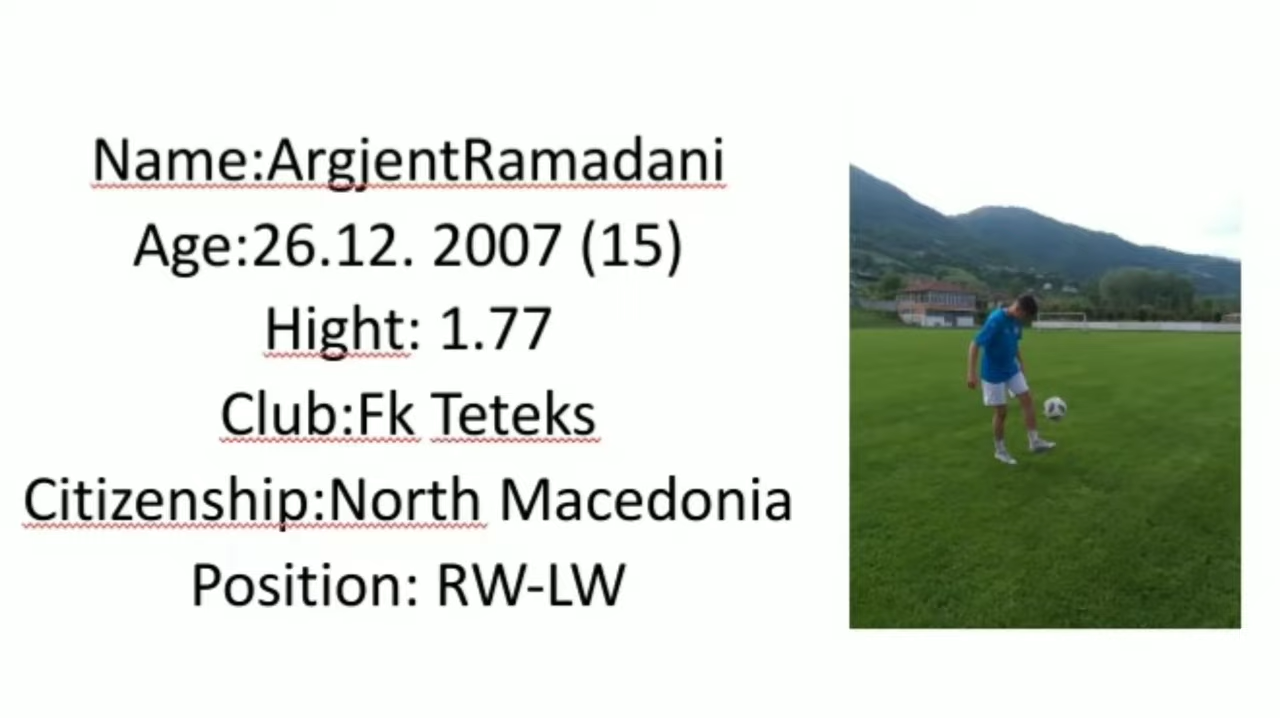 Name:ArgjentRamadani
Age:26.12. 2007 (15)
Hight: 1.77
Club:Fk Teteks
Citizenship:North Macedonia
Position: RW-LW